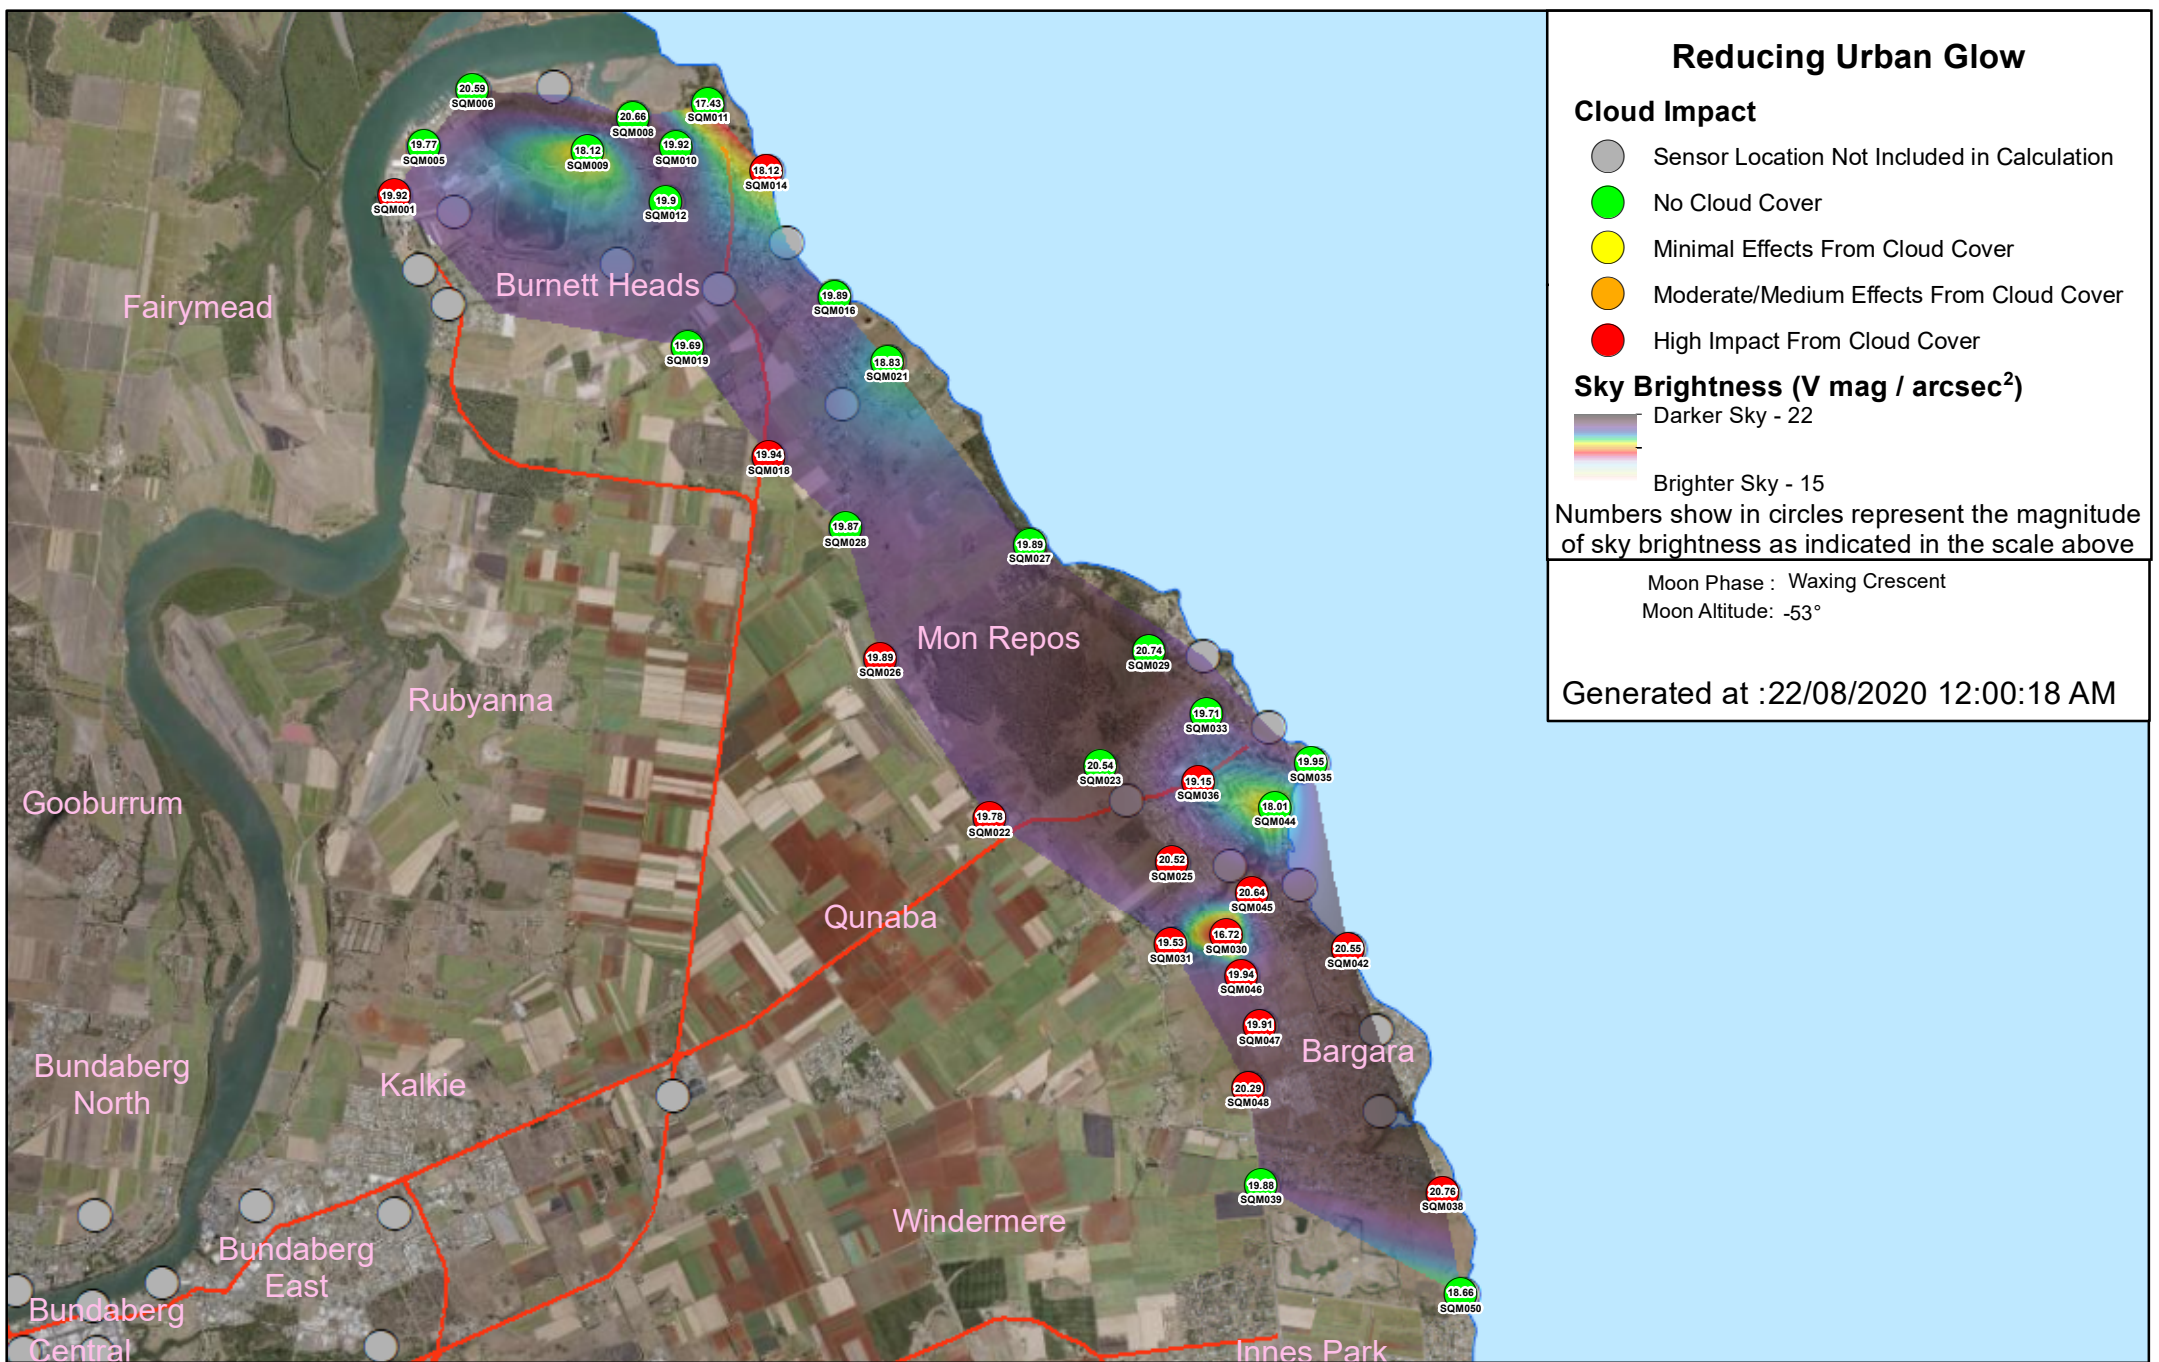 Reducing Urban Glow
Cloud Impact
Sensor Location Not Included in Calculation
No Cloud Cover
Minimal Effects From Cloud Cover
Moderate/Medium Effects From Cloud Cover
High Impact From Cloud Cover
Sky Brightness (V mag / arcsec²)
Darker Sky - 22
Brighter Sky - 15
Numbers show in circles represent the magnitude
of sky brightness as indicated in the scale above
Moon Phase : Waxing Crescent
Moon Altitude: -53°
Generated at :22/08/2020 12:00:18 AM
20.59
SQM006
17.43
SQM011
20.66
SQM008
19.77
SQM005
18.12
SQM009
19.92
SQM010
18.12
SQM014
19.92
SQM001
19.9
SQM012
Burnett Heads
Fairymead
19.89
SQM016
19.69
SQM019
18.83
SQM021
19.94
SQM018
19.87
SQM028
19.89
SQM027
Mon Repos
20.74
SQM029
19.89
SQM026
Rubyanna
19.71
SQM033
20.54
SQM023
19.95
SQM035
19.15
SQM036
Gooburrum
18.01
SQM044
19.78
SQM022
20.52
SQM025
20.64
SQM045
Qunaba
16.72
SQM030
19.53
SQM031
20.55
SQM042
19.94
SQM046
19.91
SQM047
Bargara
Bundaberg
North
Kalkie
20.29
SQM048
19.88
SQM039
20.76
SQM038
Windermere
Bundaberg
East
18.66
SQM050
Bundaberg
Central
Innes Park